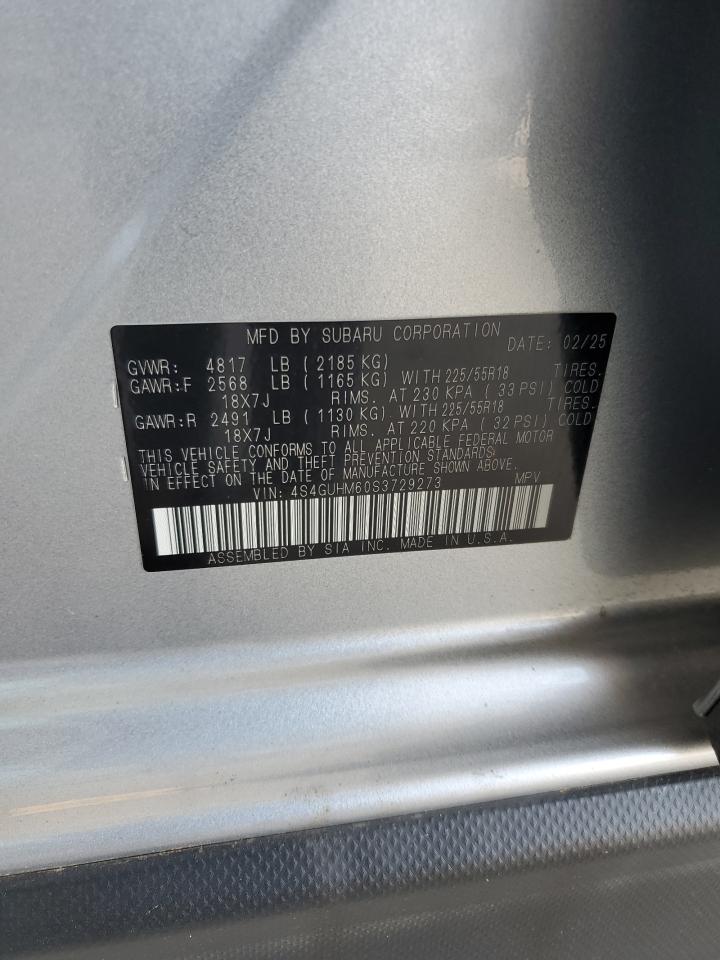 MFD BY SUBARU CORPORATION DATE: 02/25
GVWR: 4817 LB ( 2185 KG)
GAWR:F 2568 LB ( 1165 KG) WITH 225/55R18 TIRES.
18X7J RIMS. AT 230 KPA ( 33 PSI) COLD
GAWR:R 2491 LB ( 1130 KG) WITH 225/55R18 TIRES.
18X7J RIMS. AT 220 KPA ( 32 PSI) COLD
THIS VEHICLE CONFORMS TO ALL APPLICABLE FEDERAL MOTOR
VEHICLE SAFETY AND THEFT PREVENTION STANDARDS
IN EFFECT ON THE DATE OF MANUFACTURE SHOWN ABOVE.
VIN: 4S4GUHM60S3729273 MPV
ASSEMBLED BY SIA INC. MADE IN U.S.A.